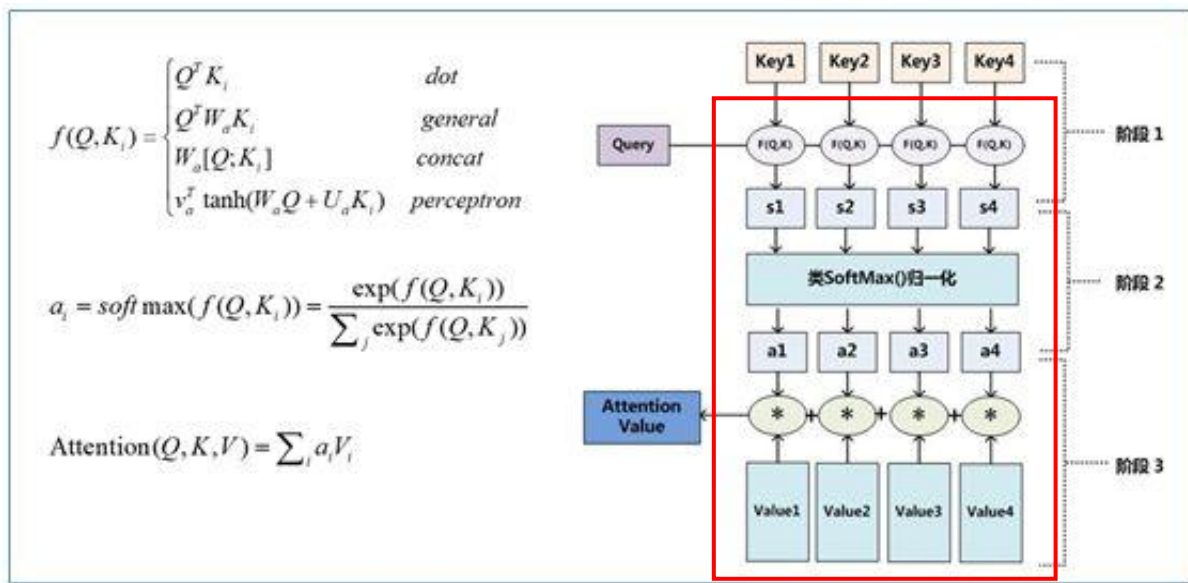 f(Q,K_i) = { Q^T K_i dot
Q^T W_a K_i general
W_a[Q;K_i] concat
v_a^T tanh(W_a Q + U_a K_i) perceptron
a_i = soft max(f(Q,K_i)) = exp(f(Q,K_i)) / ∑_j exp(f(Q,K_j))
Attention(Q,K,V) = ∑_i a_i V_i
Key1 Key2 Key3 Key4
阶段 1
Query F(Q,K) F(Q,K) F(Q,K) F(Q,K)
s1 s2 s3 s4
类SoftMax()归一化
阶段 2
a1 a2 a3 a4
Attention
Value
* + * + * + *
阶段 3
Value1 Value2 Value3 Value4